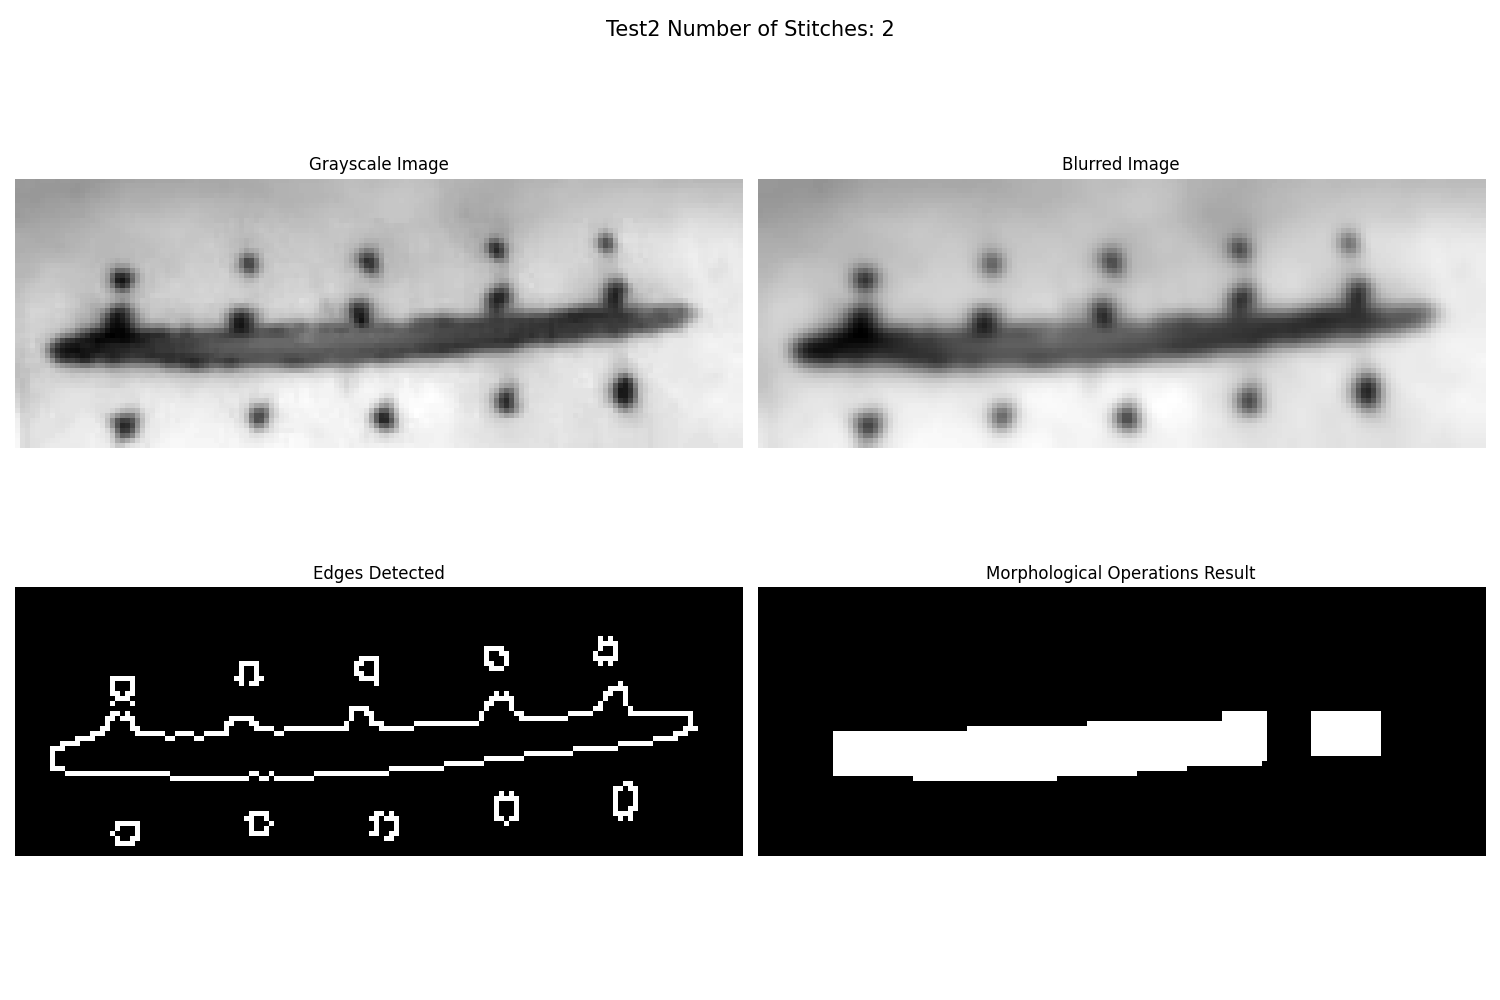 Test2 Number of Stitches: 2
Grayscale Image
Blurred Image
Edges Detected
Morphological Operations Result